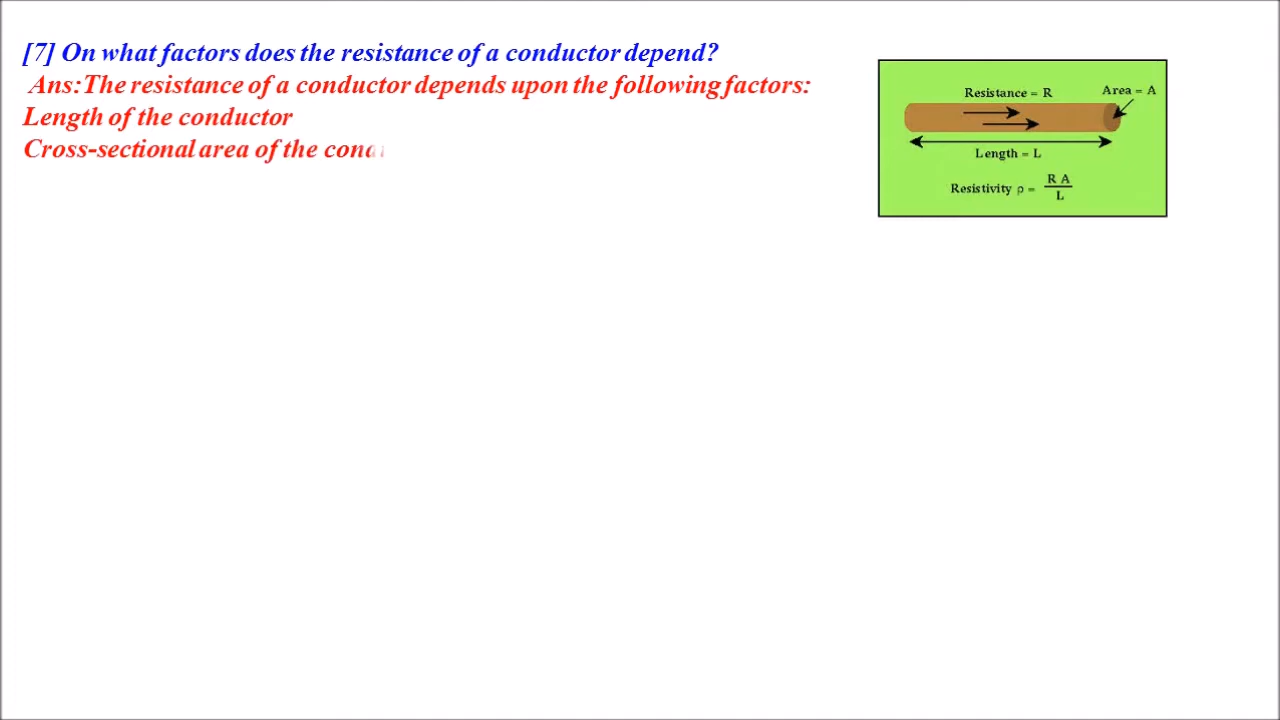 [7] On what factors does the resistance of a conductor depend?
Ans:The resistance of a conductor depends upon the following factors:
Length of the conductor
Cross-sectional area of the
Resistance = R
Area = A
Length = L
Resistivity ρ = R A
L